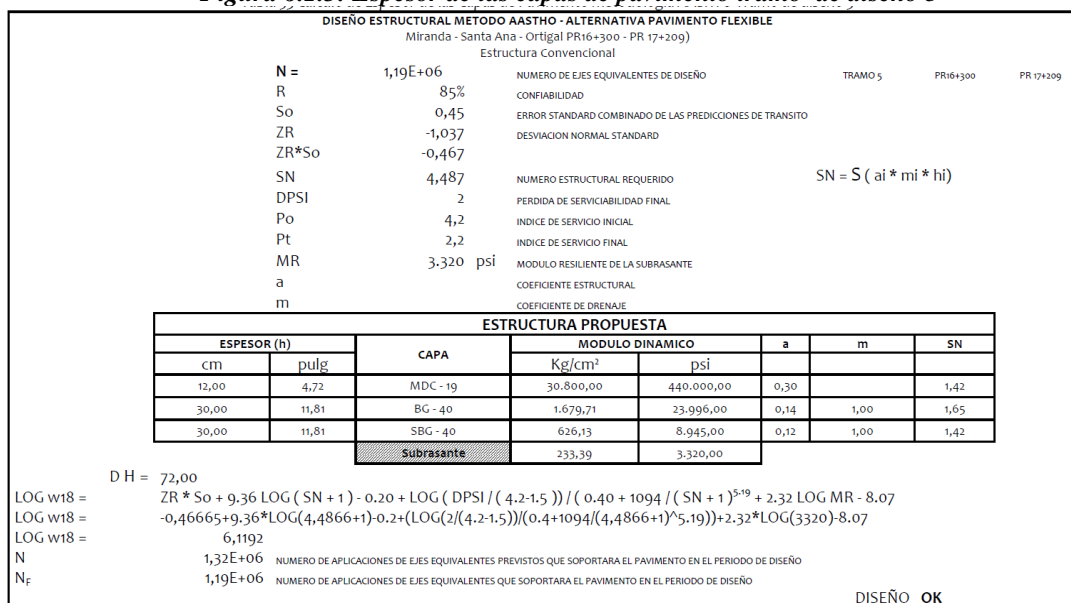 Figura 6.2.5. Espesor de las capas de pavimento tramos de diseño 5
DISEÑO ESTRUCTURAL METODO AASTHO - ALTERNATIVA PAVIMENTO FLEXIBLE
Miranda - Santa Ana - Ortigal PR16+300 - PR 17+209)
Estructura Convencional
N = 1,19E+06 NUMERO DE EJES EQUIVALENTES DE DISEÑO TRAMO 5 PR16+300 PR 17+209
R 85% CONFIABILIDAD
So 0,45 ERROR STANDARD COMBINADO DE LAS PREDICCIONES DE TRANSITO
ZR -1,037 DESVIACION NORMAL STANDARD
ZR*So -0,467
SN 4,487 NUMERO ESTRUCTURAL REQUERIDO SN = S ( ai * mi * hi)
DPSI 2 PERDIDA DE SERVICIABILIDAD FINAL
Po 4,2 INDICE DE SERVICIO INICIAL
Pt 2,2 INDICE DE SERVICIO FINAL
MR 3.320 psi MODULO RESILIENTE DE LA SUBRASANTE
a COEFICIENTE ESTRUCTURAL
m COEFICIENTE DE DRENAJE
ESTRUCTURA PROPUESTA
ESPESOR (h) CAPA MODULO DINAMICO a m SN
cm pulg Kg/cm² psi
12,00 4,72 MDC - 19 30.800,00 440.000,00 0,30 1,42
30,00 11,81 BG - 40 1.679,71 23.996,00 0,14 1,00 1,65
30,00 11,81 SBG - 40 626,13 8.945,00 0,12 1,00 1,42
Subrasante 233,39 3.320,00
D H = 72,00
LOG w18 = ZR * So + 9.36 LOG ( SN + 1 ) - 0.20 + LOG ( DPSI / ( 4.2-1.5 )) / ( 0.40 + 1094 / ( SN + 1 )^5.19 + 2.32 LOG MR - 8.07
LOG w18 = -0,46665+9.36*LOG(4,4866+1)-0.2+(LOG(2/(4.2-1.5))/(0.4+1094/(4,4866+1)^5.19))+2.32*LOG(3320)-8.07
LOG w18 = 6,1192
N 1,32E+06 NUMERO DE APLICACIONES DE EJES EQUIVALENTES PREVISTOS QUE SOPORTARA EL PAVIMENTO EN EL PERIODO DE DISEÑO
NF 1,19E+06 NUMERO DE APLICACIONES DE EJES EQUIVALENTES QUE SOPORTARA EL PAVIMENTO EN EL PERIODO DE DISEÑO
DISEÑO OK